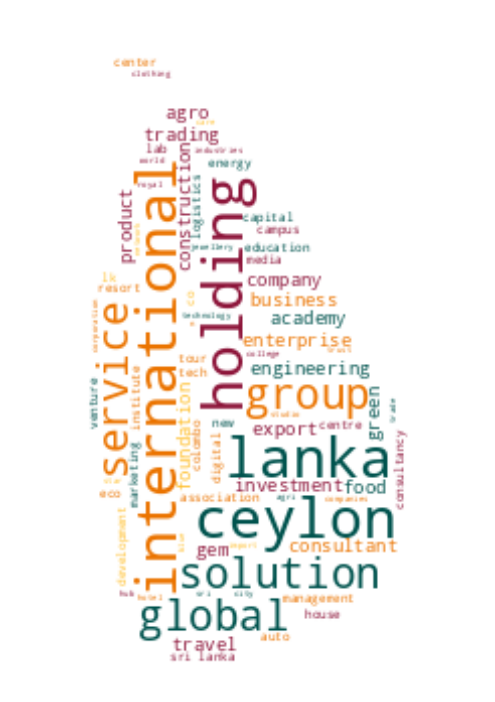 center
clothing
agro
trading
lab
industries
world
energy
royal
construction
logistics
international
holding
product
capital
campus
jewellery
education
media
lk
resort
company
co
business
corporation
service
technology
academy
enterprise
college
tour
tech
engineering
institute
foundation
venture
group
green
trade
studio
new
export
centre
colombo
digital
lanka
consultancy
marketing
investment
food
eco
association
agri
companies
ceylon
development
gem
consultant
solution
hub
hotel
sri
city
management
global
house
auto
travel
sri lanka